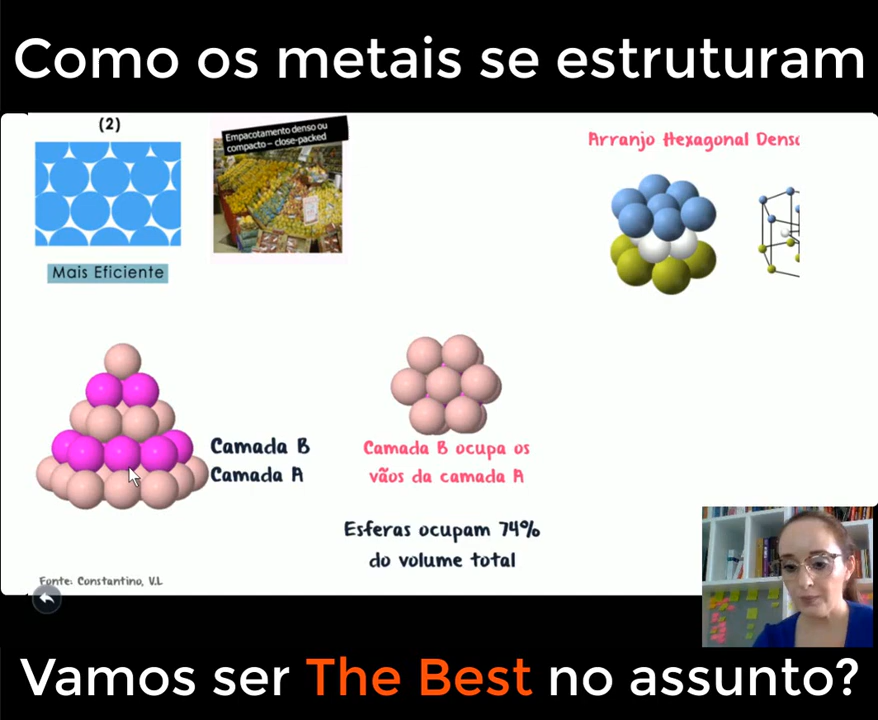 Como os metais se estruturam
(2)
Empacotamento denso ou
compacto – close-packed
Mais Eficiente
Arranjo Hexagonal Denso
Camada B
Camada A
Camada B ocupa os
vãos da camada A
Esferas ocupam 74%
do volume total
Fonte: Constantino, V.L
Vamos ser The Best no assunto?